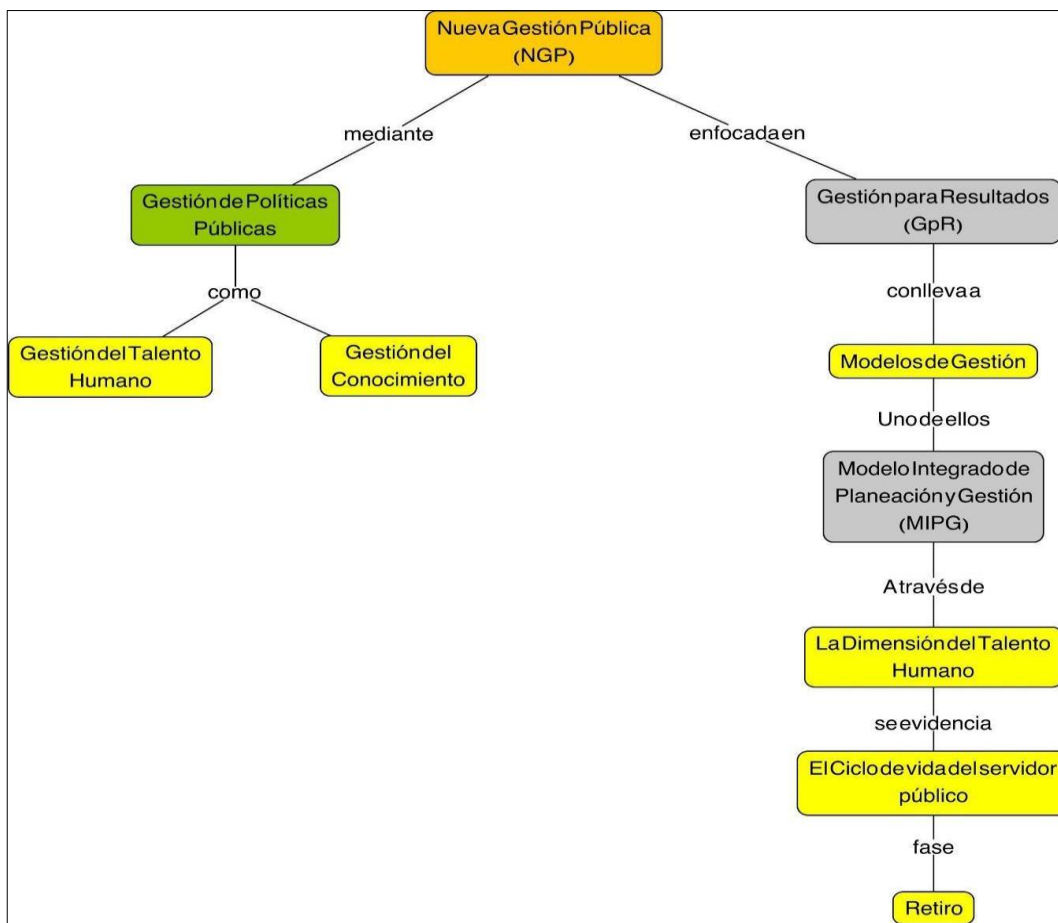 Nueva Gestión Pública
(NGP)
mediante
enfocada en
Gestión de Políticas
Públicas
Gestión para Resultados
(GpR)
como
conlleva a
Gestión del Talento
Humano
Gestión del
Conocimiento
Modelos de Gestión
Uno de ellos
Modelo Integrado de
Planeación y Gestión
(MIPG)
A través de
La Dimensión del Talento
Humano
se evidencia
El Ciclo de vida del servidor
público
fase
Retiro